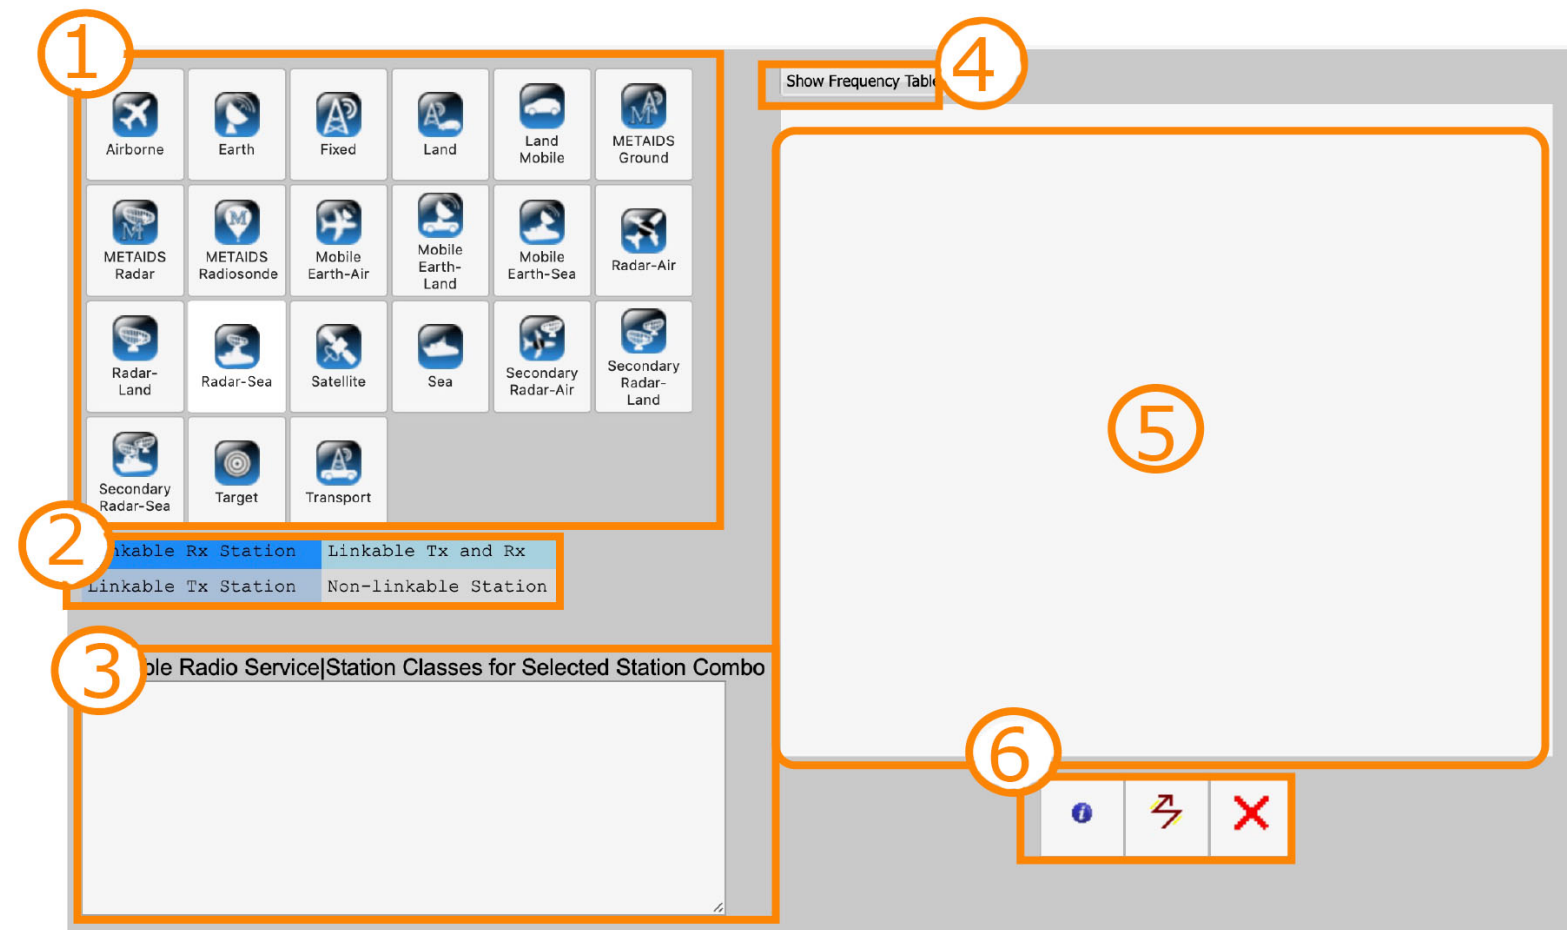 1
Airborne
Earth
Fixed
Land
Land
Mobile
METAIDS
Ground
METAIDS
Radar
METAIDS
Radiosonde
Mobile
Earth-Air
Mobile
Earth-
Land
Mobile
Earth-Sea
Radar-Air
Radar-
Land
Radar-Sea
Satellite
Sea
Secondary
Radar-Air
Secondary
Radar-
Land
Secondary
Radar-Sea
Target
Transport
2
Rx Station
Linkable Tx and Rx
Linkable Tx Station
Non-linkable Station
3
Radio Service|Station Classes for Selected Station Combo
4
Show Frequency Table
5
6